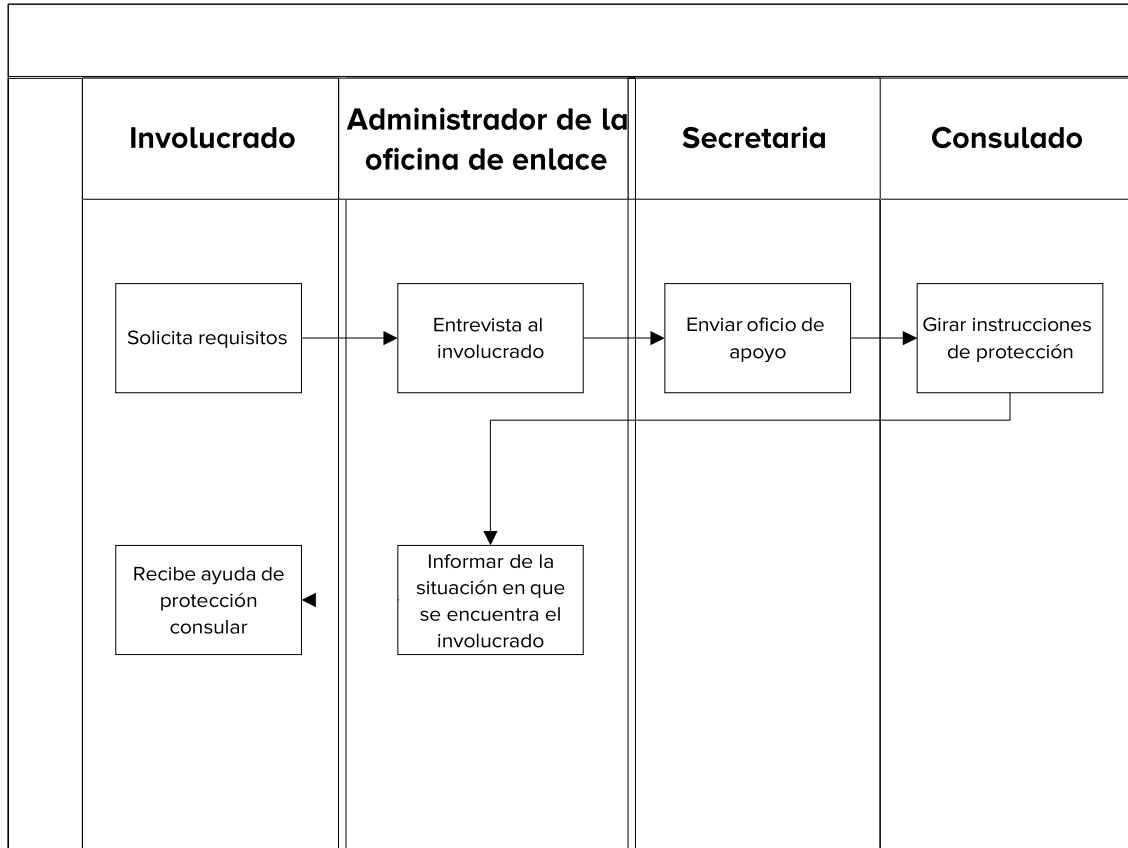 Involucrado
Administrador de la
oficina de enlace
Secretaria
Consulado
Solicita requisitos
Entrevista al
involucrado
Enviar oficio de
apoyo
Girar instrucciones
de protección
Recibe ayuda de
protección
consular
Informar de la
situación en que
se encuentra el
involucrado